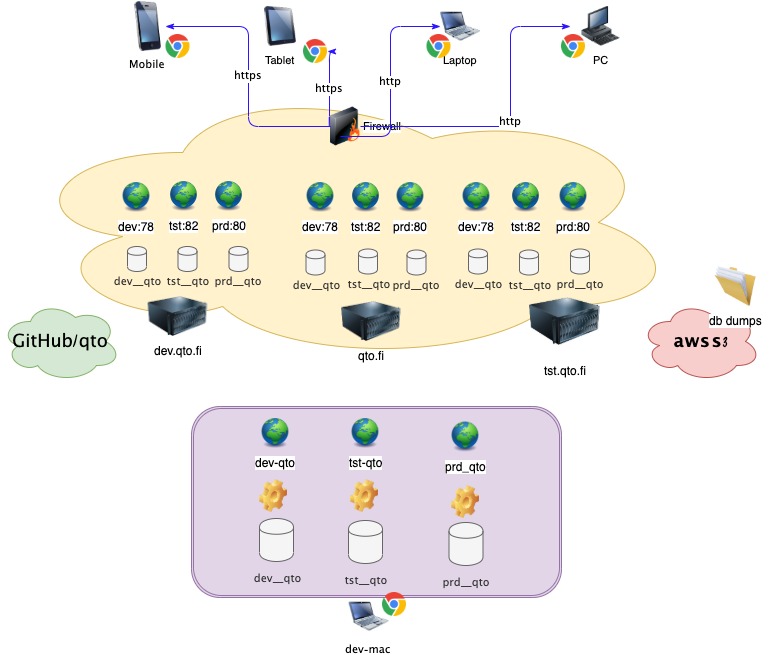 Mobile
Tablet
Laptop
PC
https
https
http
http
Firewall
dev:78
tst:82
prd:80
dev:78
tst:82
prd:80
dev:78
tst:82
prd:80
dev__qto
tst__qto
prd__qto
dev__qto
tst__qto
prd__qto
dev__qto
tst__qto
prd__qto
GitHub/qto
dev.qto.fi
qto.fi
tst.qto.fi
db dumps
aws s3
dev-qto
tst-qto
prd_qto
dev__qto
tst__qto
prd__qto
dev-mac